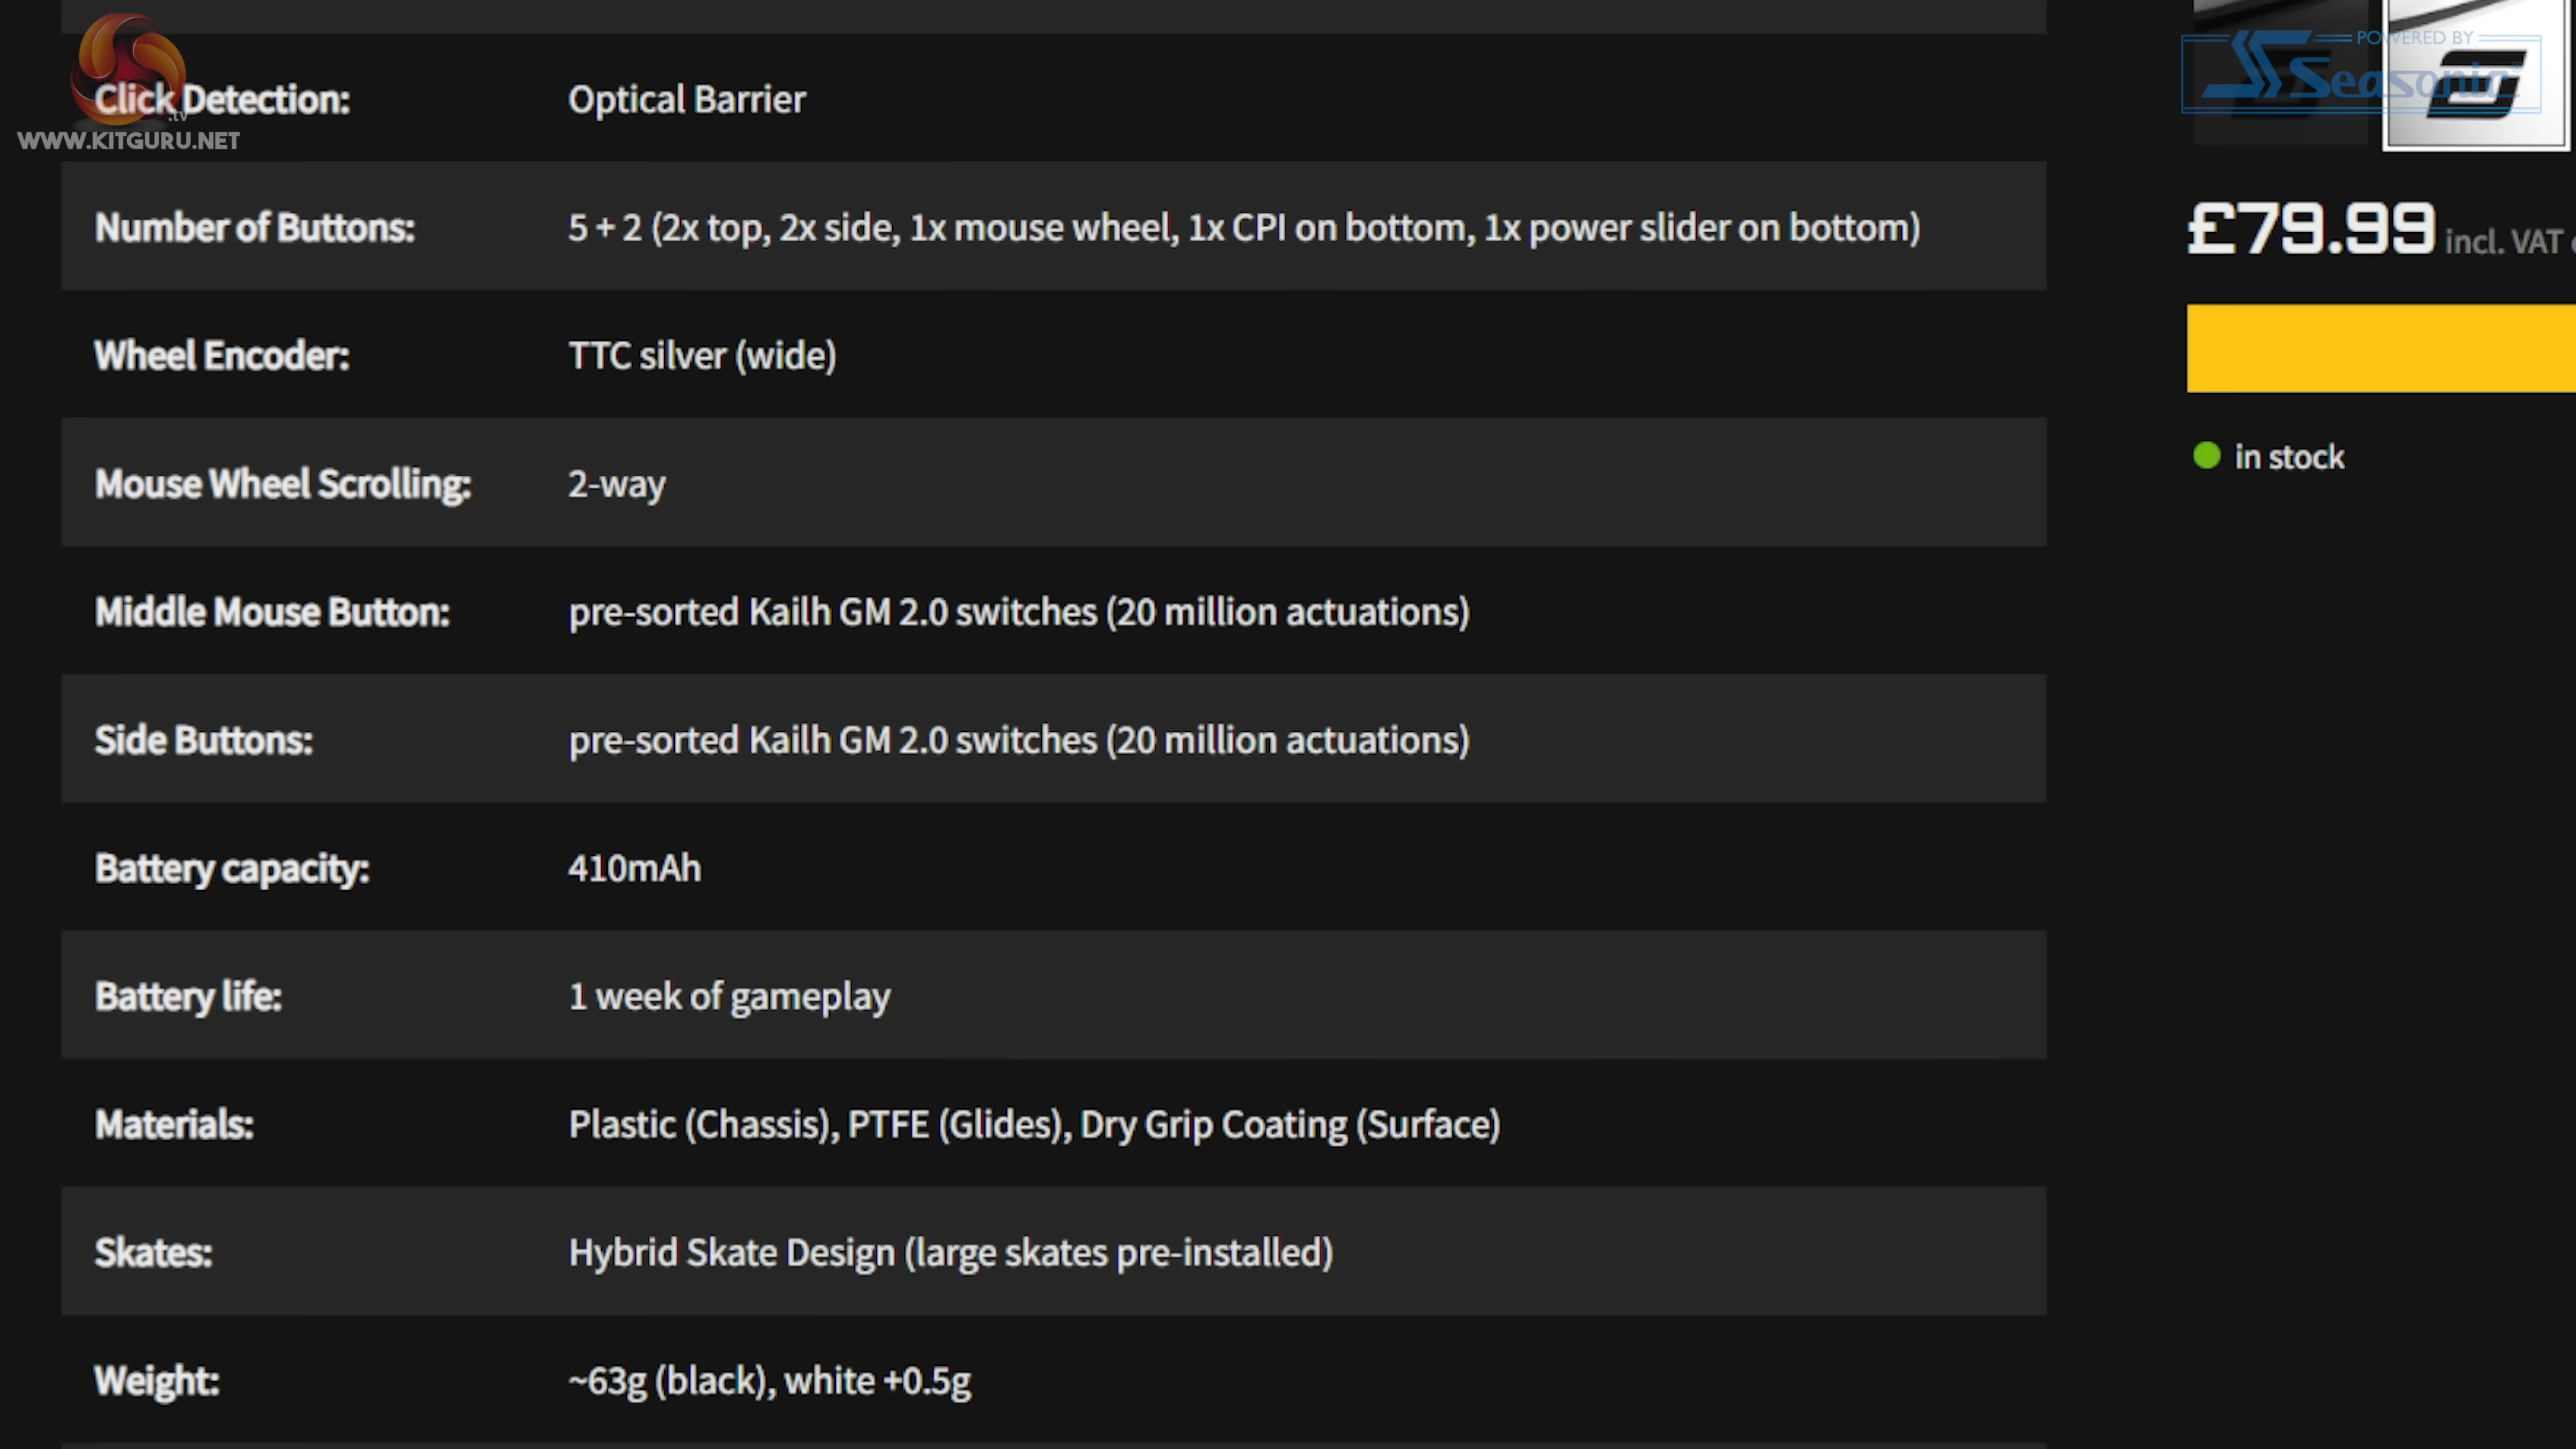 Click Detection: Optical Barrier
.tv
WWW.KITGURU.NET
POWERED BY
Seasonic
Number of Buttons: 5 + 2 (2x top, 2x side, 1x mouse wheel, 1x CPI on bottom, 1x power slider on bottom)
Wheel Encoder: TTC silver (wide)
Mouse Wheel Scrolling: 2-way
Middle Mouse Button: pre-sorted Kailh GM 2.0 switches (20 million actuations)
Side Buttons: pre-sorted Kailh GM 2.0 switches (20 million actuations)
Battery capacity: 410mAh
Battery life: 1 week of gameplay
Materials: Plastic (Chassis), PTFE (Glides), Dry Grip Coating (Surface)
Skates: Hybrid Skate Design (large skates pre-installed)
Weight: ~63g (black), white +0.5g
£79.99 incl. VAT
in stock